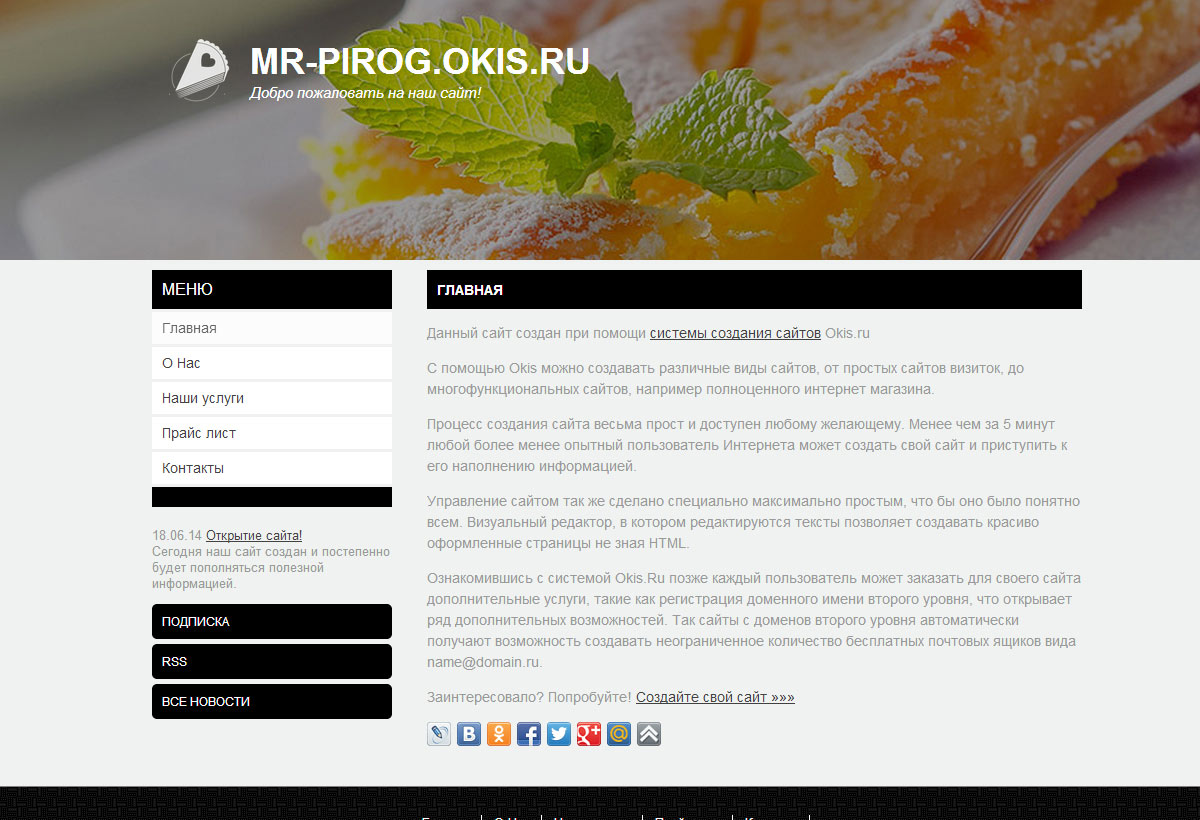 MR-PIROG.OKIS.RU
Добро пожаловать на наш сайт!
МЕНЮ
Главная
О Нас
Наши услуги
Прайс лист
Контакты
18.06.14 Открытие сайта!
Сегодня наш сайт создан и постепенно
будет пополняться полезной
информацией.
ПОДПИСКА
RSS
ВСЕ НОВОСТИ
ГЛАВНАЯ
Данный сайт создан при помощи системы создания сайтов Okis.ru
С помощью Okis можно создавать различные виды сайтов, от простых сайтов визиток, до
многофункциональных сайтов, например полноценного интернет магазина.
Процесс создания сайта весьма прост и доступен любому желающему. Менее чем за 5 минут
любой более менее опытный пользователь Интернета может создать свой сайт и приступить к
его наполнению информацией.
Управление сайтом так же сделано специально максимально простым, что бы оно было понятно
всем. Визуальный редактор, в котором редактируются тексты позволяет создавать красиво
оформленные страницы не зная HTML.
Ознакомившись с системой Okis.Ru позже каждый пользователь может заказать для своего сайта
дополнительные услуги, такие как регистрация доменного имени второго уровня, что открывает
ряд дополнительных возможностей. Так сайты с доменов второго уровня автоматически
получают возможность создавать неограниченное количество бесплатных почтовых ящиков вида
name@domain.ru.
Заинтересовало? Попробуйте! Создайте свой сайт »»»